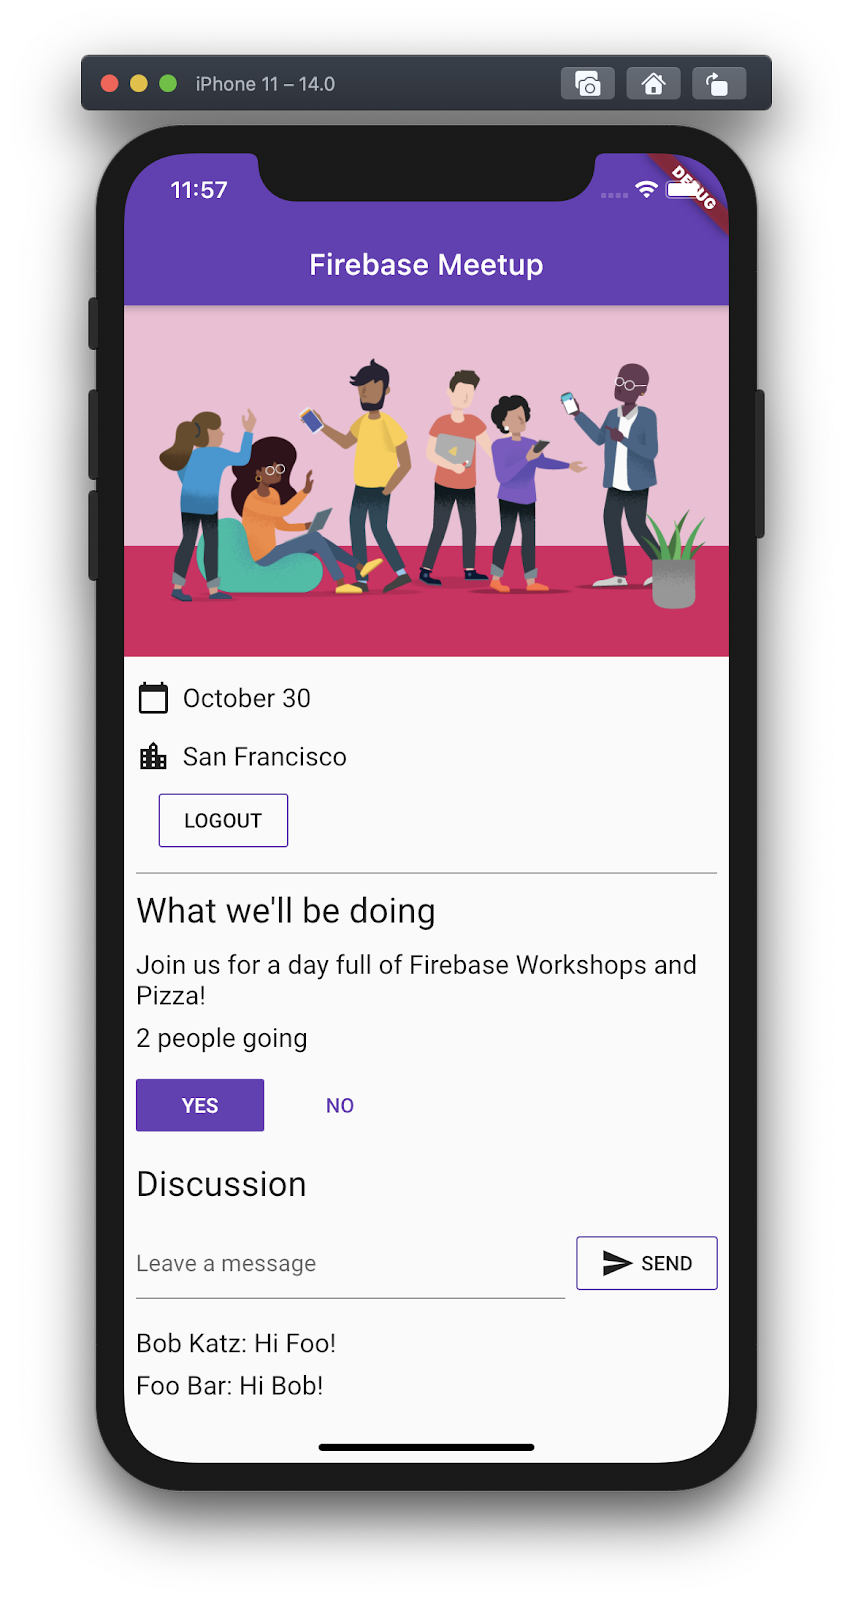 iPhone 11 – 14.0
11:57
DEBUG
Firebase Meetup
October 30
San Francisco
LOGOUT
What we'll be doing
Join us for a day full of Firebase Workshops and
Pizza!
2 people going
YES NO
Discussion
Leave a message SEND
Bob Katz: Hi Foo!
Foo Bar: Hi Bob!